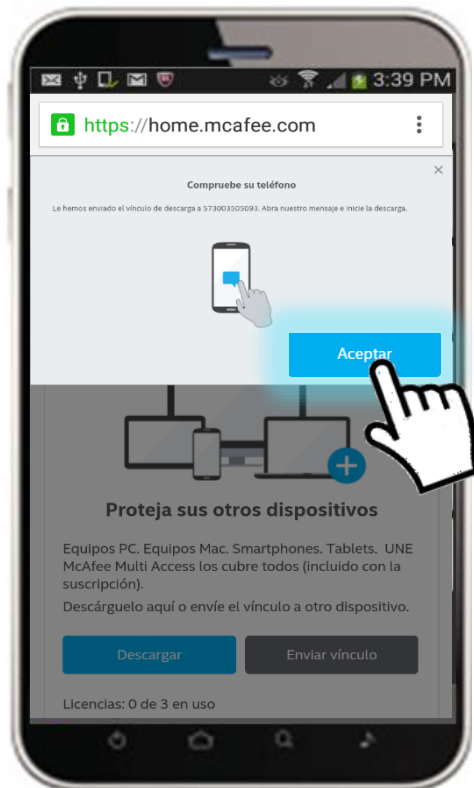 3:39 PM
https://home.mcafee.com
Compruebe su teléfono
Le hemos enviado el vínculo de descarga a 573003505093. Abra nuestro mensaje e inicie la descarga.
Aceptar
Proteja sus otros dispositivos
Equipos PC. Equipos Mac. Smartphones. Tablets. UNE
McAfee Multi Access los cubre todos (incluido con la
suscripción).
Descárguelo aquí o envíe el vínculo a otro dispositivo.
Descargar
Enviar vínculo
Licencias: 0 de 3 en uso